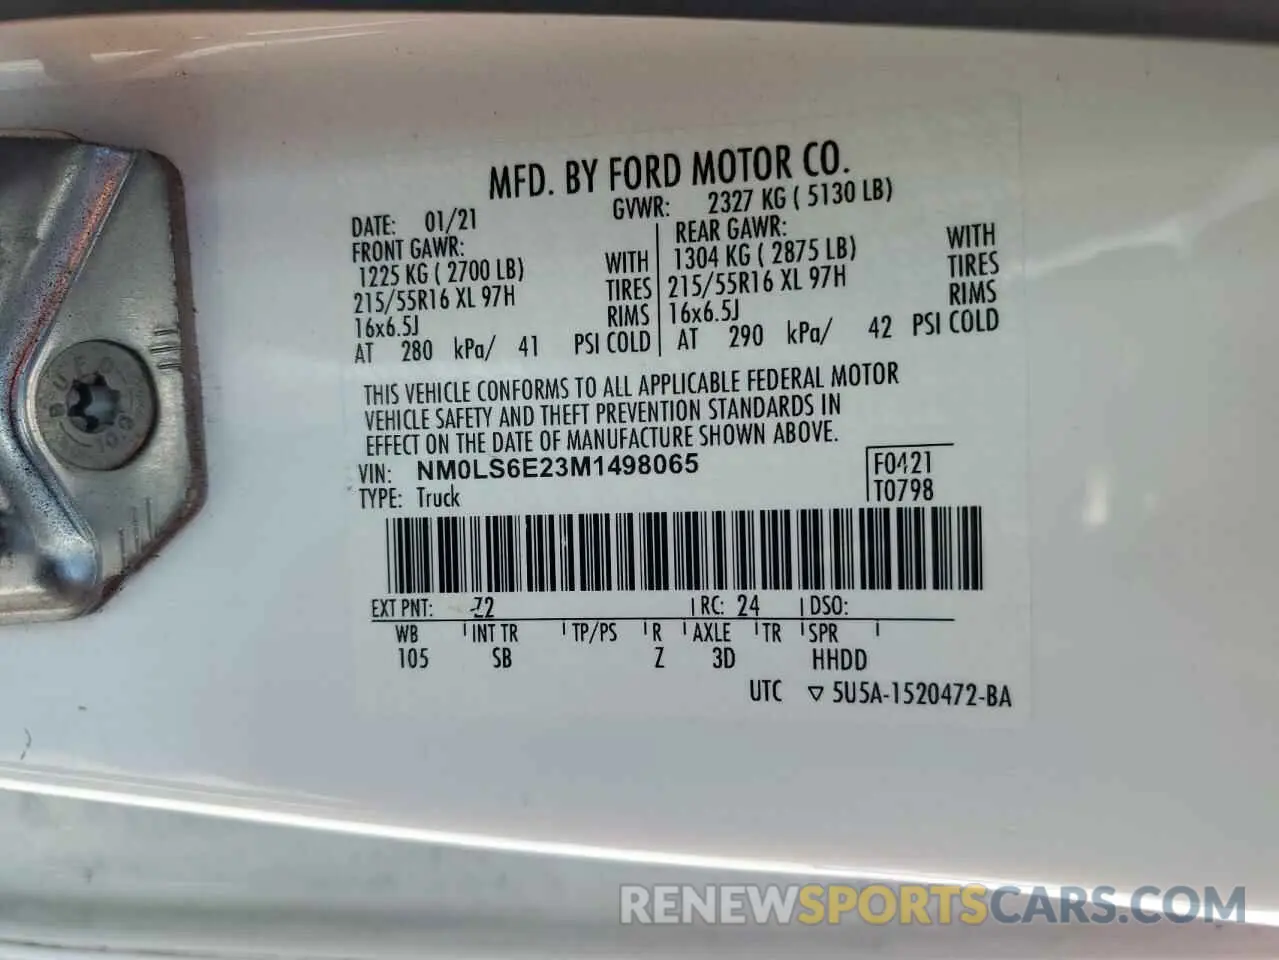 MFD. BY FORD MOTOR CO.
DATE: 01/21 GVWR: 2327 KG ( 5130 LB)
FRONT GAWR: REAR GAWR:
1225 KG ( 2700 LB) WITH 1304 KG ( 2875 LB) WITH
215/55R16 XL 97H TIRES 215/55R16 XL 97H TIRES
16x6.5J RIMS 16x6.5J RIMS
AT 280 kPa/ 41 PSI COLD AT 290 kPa/ 42 PSI COLD
THIS VEHICLE CONFORMS TO ALL APPLICABLE FEDERAL MOTOR
VEHICLE SAFETY AND THEFT PREVENTION STANDARDS IN
EFFECT ON THE DATE OF MANUFACTURE SHOWN ABOVE.
VIN: NM0LS6E23M1498065 F0421
TYPE: Truck T0798
EXT PNT: Z2 RC: 24 DSO:
WB INT TR TP/PS R AXLE TR SPR
105 SB Z 3D HHDD
UTC ▽ 5U5A-1520472-BA
RENEWSPORTSCARS.COM